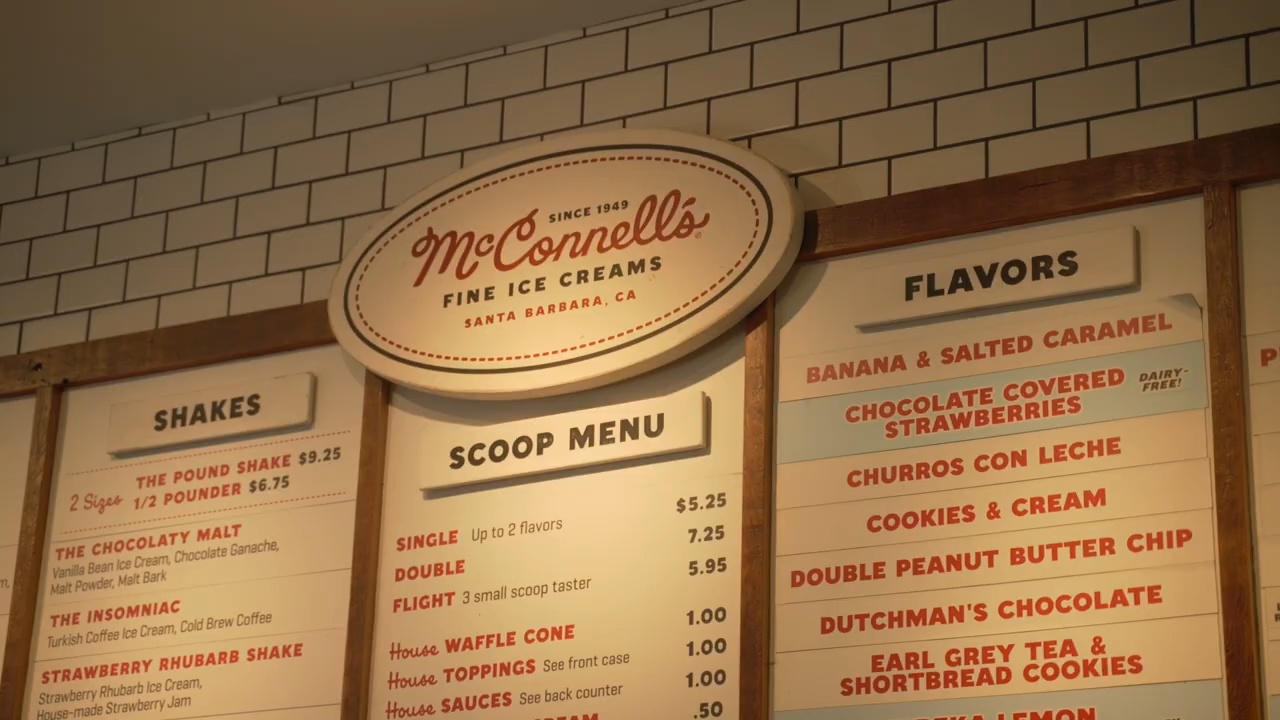 SINCE 1949
McConnell's
FINE ICE CREAMS
SANTA BARBARA, CA
SHAKES
2 Sizes
THE POUND SHAKE $9.25
1/2 POUNDER $6.75
THE CHOCOLATY MALT
Vanilla Bean Ice Cream, Chocolate Ganache,
Malt Powder, Malt Bark
THE INSOMNIAC
Turkish Coffee Ice Cream, Cold Brew Coffee
STRAWBERRY RHUBARB SHAKE
Strawberry Rhubarb Ice Cream,
House-made Strawberry Jam
SCOOP MENU
SINGLE Up to 2 flavors $5.25
DOUBLE 7.25
FLIGHT 3 small scoop taster 5.95
House WAFFLE CONE 1.00
House TOPPINGS See front case 1.00
House SAUCES See back counter 1.00
.50
FLAVORS
BANANA & SALTED CARAMEL
CHOCOLATE COVERED
STRAWBERRIES
DAIRY-
FREE!
CHURROS CON LECHE
COOKIES & CREAM
DOUBLE PEANUT BUTTER CHIP
DUTCHMAN'S CHOCOLATE
EARL GREY TEA &
SHORTBREAD COOKIES
LEMON